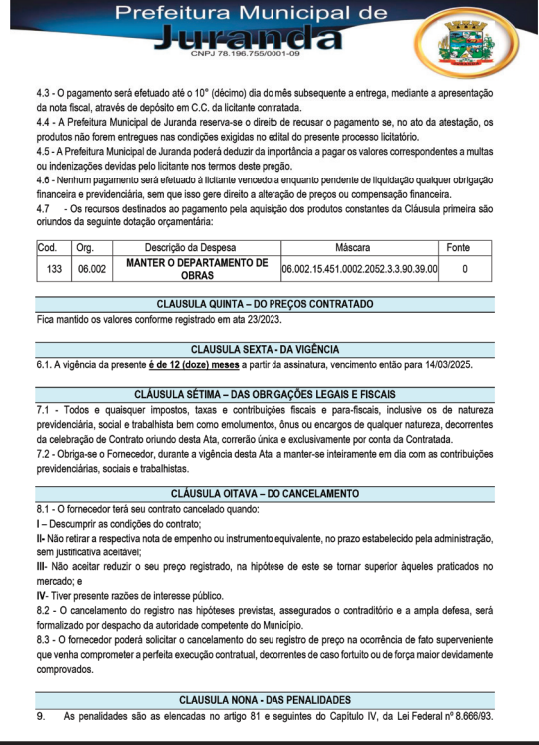 Prefeitura Municipal de
Juranda
CNPJ 78.196.755/0001-09
4.3 - O pagamento será efetuado até o 10° (décimo) dia do mês subsequente a entrega, mediante a apresentação
da nota fiscal, através de depósito em C.C. da licitante contratada.
4.4 - A Prefeitura Municipal de Juranda reserva-se o direito de recusar o pagamento se, no ato da atestação, os
produtos não forem entregues nas condições exigidas no edital do presente processo licitatório.
4.5 - A Prefeitura Municipal de Juranda poderá deduzir da importância a pagar os valores correspondentes a multas
ou indenizações devidas pelo licitante nos termos deste pregão.
4.6 - Nenhum pagamento será efetuado à licitante vencedora enquanto pendente de liquidação qualquer obrigação
financeira e previdenciária, sem que isso gere direito a alteração de preços ou compensação financeira.
4.7 - Os recursos destinados ao pagamento pela aquisição dos produtos constantes da Cláusula primeira são
oriundos da seguinte dotação orçamentária:
Cod. Org. Descrição da Despesa Máscara Fonte
133 06.002 MANTER O DEPARTAMENTO DE OBRAS 06.002.15.451.0002.2052.3.3.90.39.00 0
CLAUSULA QUINTA – DO PREÇOS CONTRATADO
Fica mantido os valores conforme registrado em ata 23/2023.
CLAUSULA SEXTA - DA VIGÊNCIA
6.1. A vigência da presente é de 12 (doze) meses a partir da assinatura, vencimento então para 14/03/2025.
CLÁUSULA SÉTIMA – DAS OBRGAÇÕES LEGAIS E FISCAIS
7.1 - Todos e quaisquer impostos, taxas e contribuições fiscais e para-fiscais, inclusive os de natureza
previdenciária, social e trabalhista bem como emolumentos, ônus ou encargos de qualquer natureza, decorrentes
da celebração de Contrato oriundo desta Ata, correrão única e exclusivamente por conta da Contratada.
7.2 - Obriga-se o Fornecedor, durante a vigência desta Ata a manter-se inteiramente em dia com as contribuições
previdenciárias, sociais e trabalhistas.
CLÁUSULA OITAVA – DO CANCELAMENTO
8.1 - O fornecedor terá seu contrato cancelado quando:
I – Descumprir as condições do contrato;
II- Não retirar a respectiva nota de empenho ou instrumento equivalente, no prazo estabelecido pela administração,
sem justificativa aceitável;
III- Não aceitar reduzir o seu preço registrado, na hipótese de este se tornar superior àqueles praticados no
mercado; e
IV- Tiver presente razões de interesse público.
8.2 - O cancelamento do registro nas hipóteses previstas, assegurados o contraditório e a ampla defesa, será
formalizado por despacho da autoridade competente do Município.
8.3 - O fornecedor poderá solicitar o cancelamento do seu registro de preço na ocorrência de fato superveniente
que venha comprometer a perfeita execução contratual, decorrentes de caso fortuito ou de força maior devidamente
comprovados.
CLAUSULA NONA - DAS PENALIDADES
9. As penalidades são as elencadas no artigo 81 e seguintes do Capítulo IV, da Lei Federal nº 8.666/93.